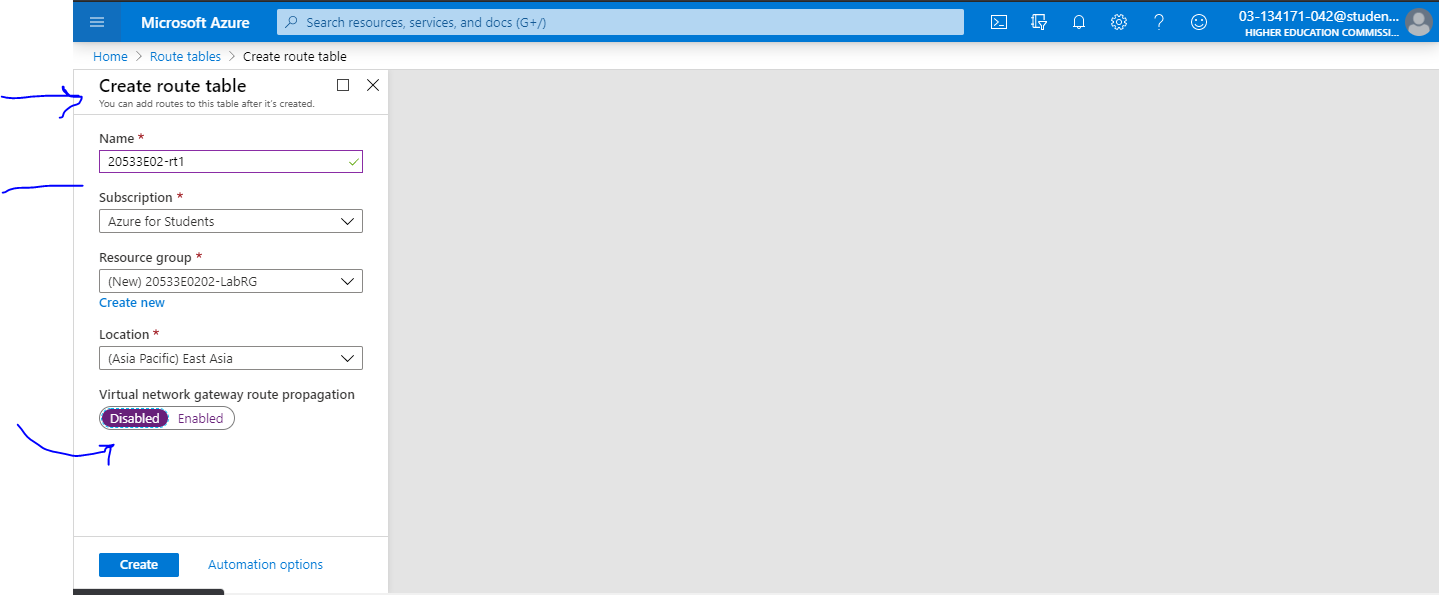 Microsoft Azure
Search resources, services, and docs (G+/)
03-134171-042@studen...
HIGHER EDUCATION COMMISSI...
Home > Route tables > Create route table
Create route table
You can add routes to this table after it's created.
Name *
20533E02-rt1
Subscription *
Azure for Students
Resource group *
(New) 20533E0202-LabRG
Create new
Location *
(Asia Pacific) East Asia
Virtual network gateway route propagation
Disabled Enabled
Create Automation options